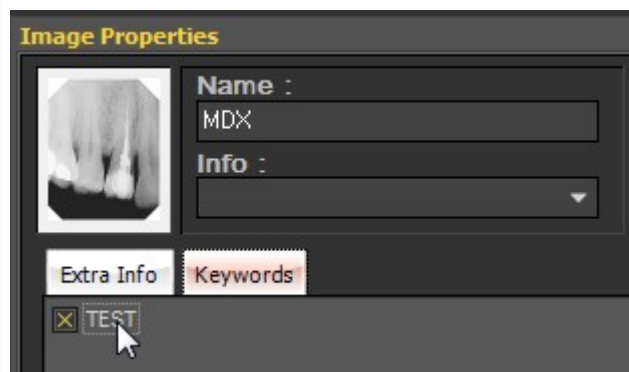 Image Properties
Name :
MDX
Info :
Extra Info
Keywords
TEST